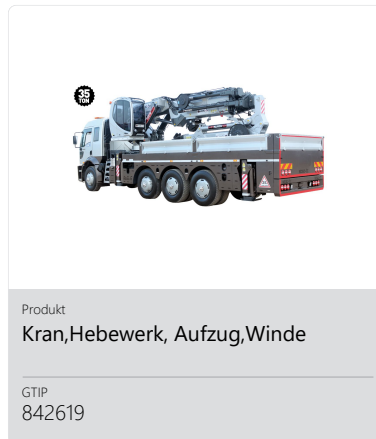 35
TON
Produkt
Kran,Hebewerk, Aufzug,Winde
GTIP
842619